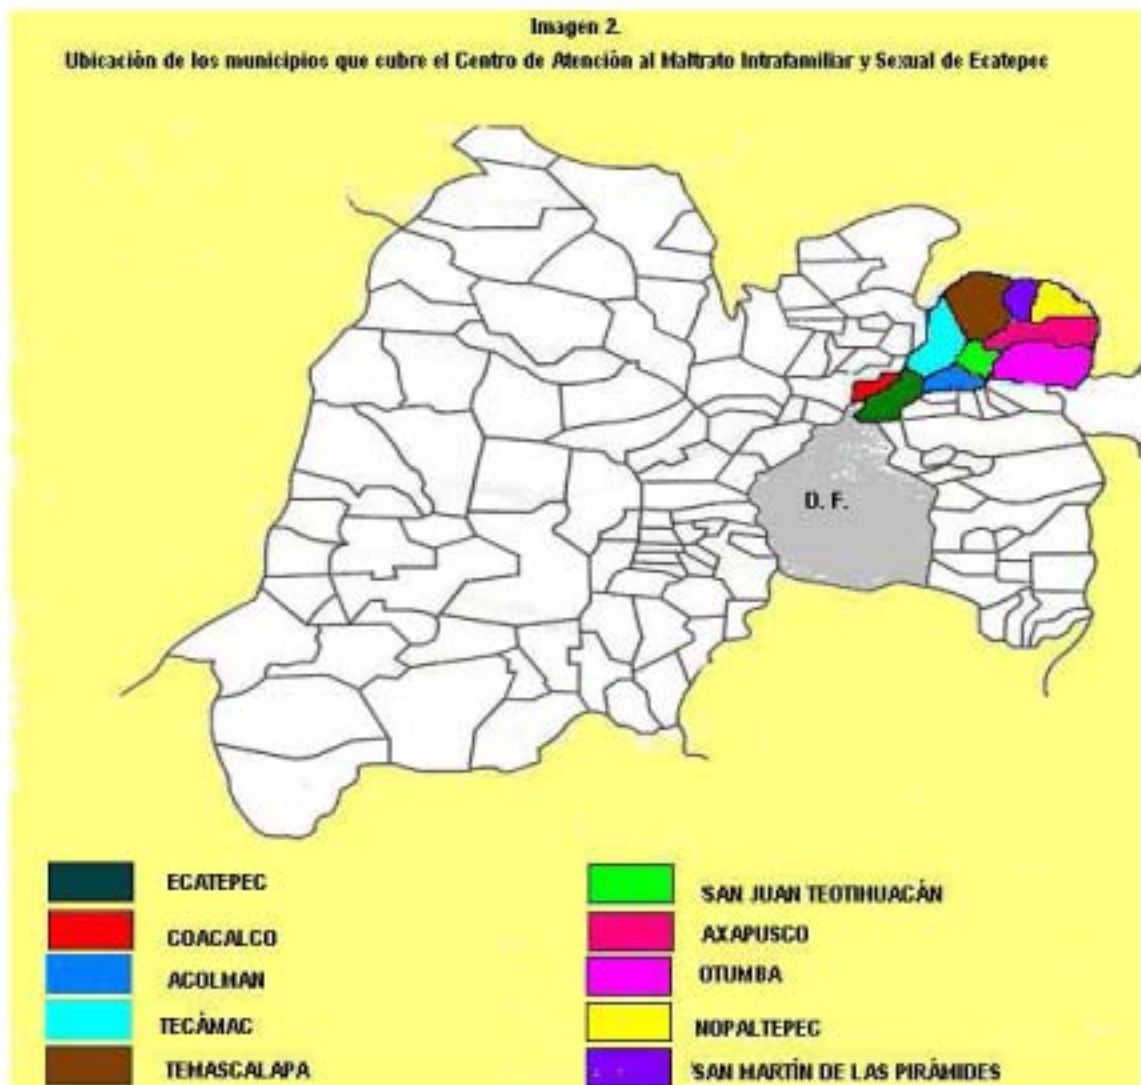 Imagen 2.
Ubicación de los municipios que cubre el Centro de Atención al Maltrato Intrafamiliar y Sexual de Ecatepec
D. F.
ECATEPEC
COACALCO
ACOLMAN
TECÁMAC
TEMASCALAPA
SAN JUAN TEOTIHUACÁN
AXAPUSCO
OTUMBA
NOPALTEPEC
SAN MARTÍN DE LAS PIRÁMIDES